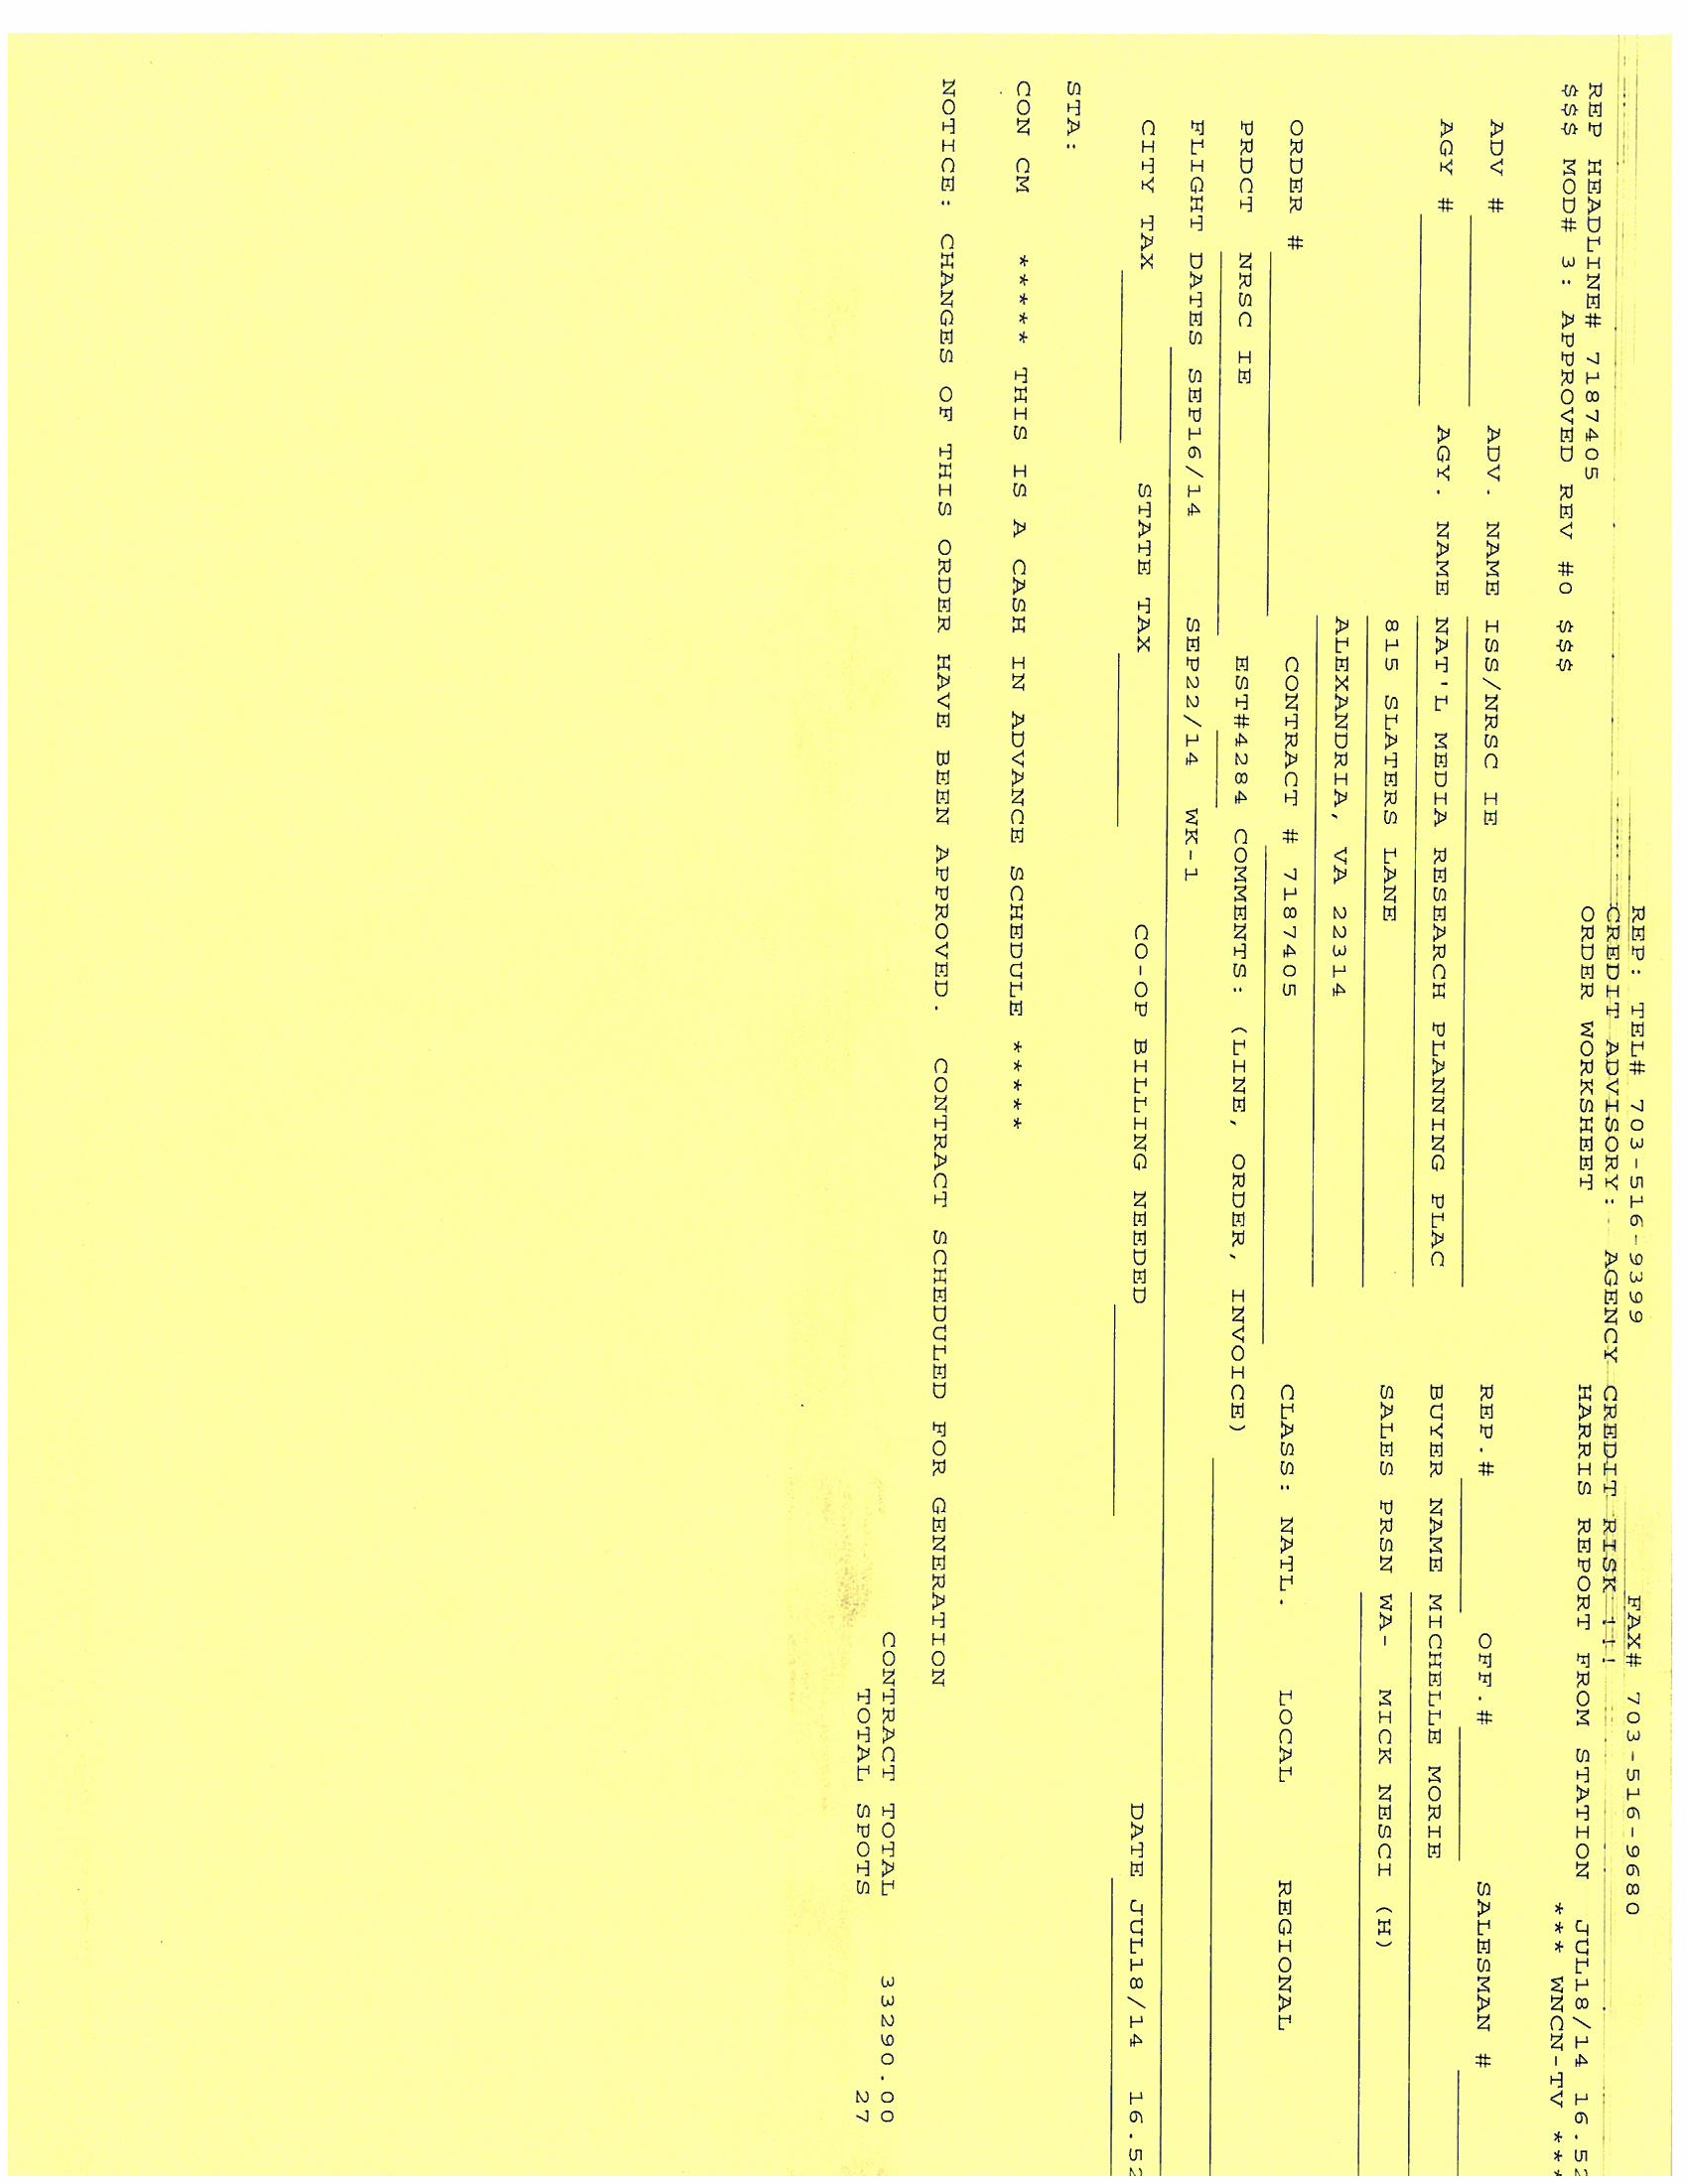 REP: TEL# 703-516-9399 FAX# 703-516-9680
CREDIT ADVISORY: AGENCY CREDIT RISK !!!
REP HEADLINE# 7187405 ORDER WORKSHEET HARRIS REPORT FROM STATION JUL18/14 16.52
$$$ MOD# 3: APPROVED REV #0 $$$ *** WNCN-TV ***
ADV # ADV. NAME ISS/NRSC IE REP.# OFF.# SALESMAN #
AGY # AGY. NAME NAT'L MEDIA RESEARCH PLANNING PLAC BUYER NAME MICHELLE MORIE
815 SLATERS LANE SALES PRSN WA- MICK NESCI (H)
ALEXANDRIA, VA 22314
ORDER # CONTRACT # 7187405 CLASS: NATL. LOCAL REGIONAL
PRDCT NRSC IE EST#4284 COMMENTS: (LINE, ORDER, INVOICE)
FLIGHT DATES SEP16/14 SEP22/14 WK-1
CITY TAX STATE TAX CO-OP BILLING NEEDED DATE JUL18/14 16.52
STA:
CON CM ***** THIS IS A CASH IN ADVANCE SCHEDULE *****
NOTICE: CHANGES OF THIS ORDER HAVE BEEN APPROVED. CONTRACT SCHEDULED FOR GENERATION
CONTRACT TOTAL 33290.00
TOTAL SPOTS 27